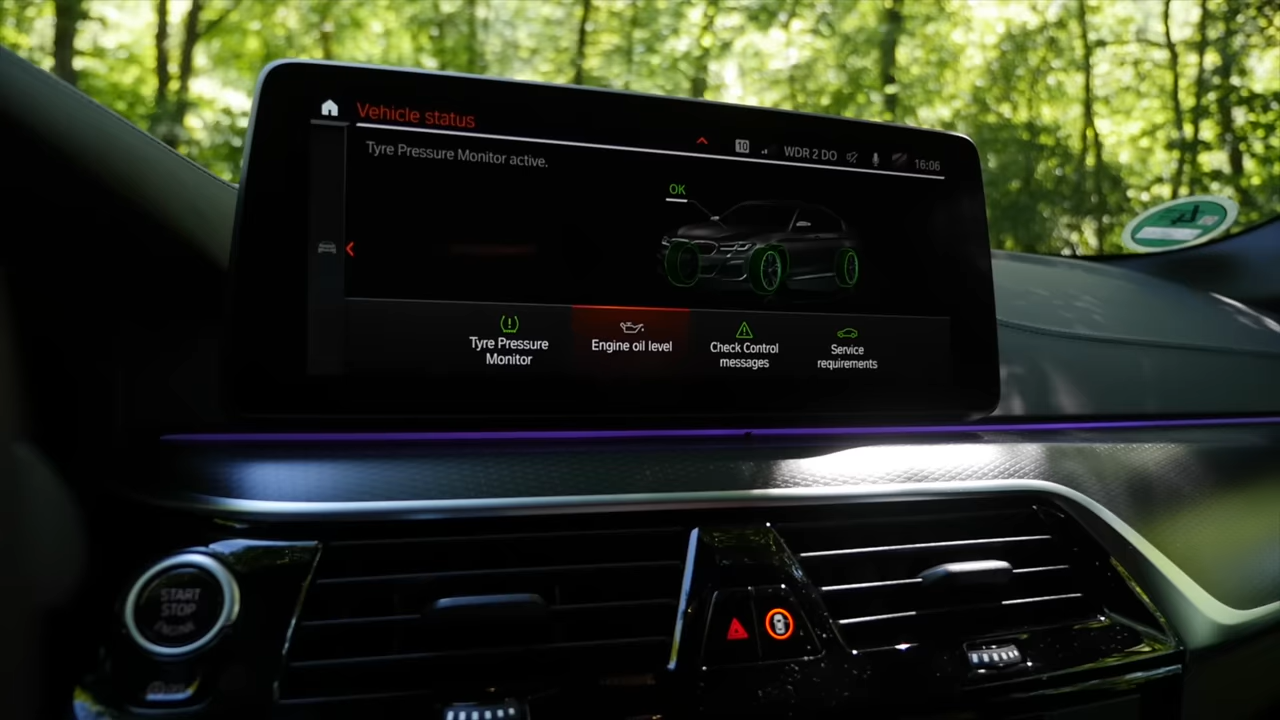 Vehicle status
10 WDR 2 DO 16:06
Tyre Pressure Monitor active.
OK
Tyre Pressure
Monitor
Engine oil level
Check Control
messages
Service
requirements
START
STOP
ENGINE